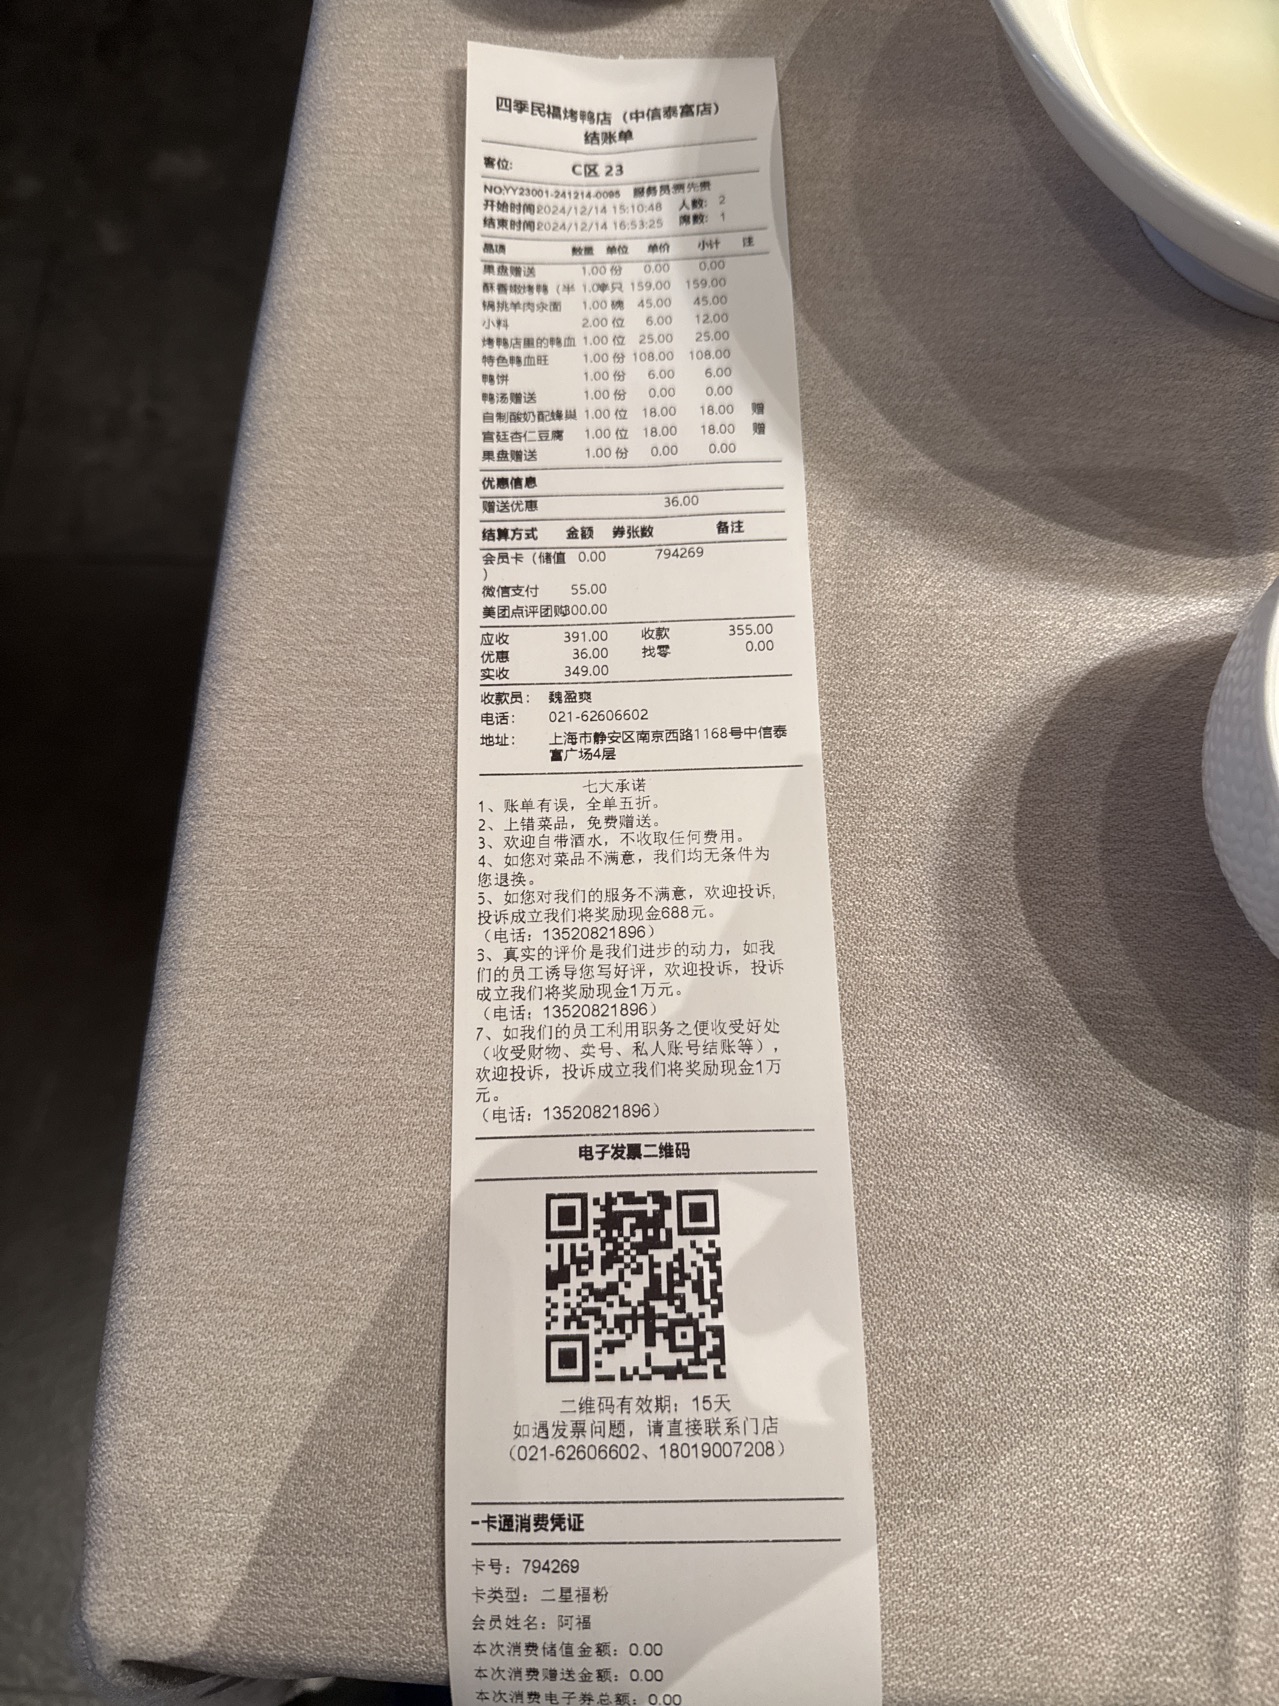 四季民福烤鸭店（中信泰富店）
结账单
客位： C区 23
NO:YY23001-241214-0095 服务员:
开始时间2024/12/14 15:10:48 人数： 2
结束时间2024/12/14 16:53:25 席数： 1
品项 数量 单位 单价 小计 注
果盘赠送 1.00 份 0.00 0.00
酥香嫩烤鸭（半 1.0半只 159.00 159.00
锅挑羊肉汆面 1.00 碗 45.00 45.00
小料 2.00 位 6.00 12.00
烤鸭店里的鸭血 1.00 位 25.00 25.00
特色鸭血旺 1.00 份 108.00 108.00
鸭饼 1.00 份 6.00 6.00
鸭汤赠送 1.00 份 0.00 0.00
自制酸奶配蜂巢 1.00 位 18.00 18.00 赠
宫廷杏仁豆腐 1.00 位 18.00 18.00 赠
果盘赠送 1.00 份 0.00 0.00
优惠信息
赠送优惠 36.00
结算方式 金额 券张数 备注
会员卡（储值 0.00 794269
）
微信支付 55.00
美团点评团购300.00
应收 391.00 收款 355.00
优惠 36.00 找零 0.00
实收 349.00
收款员： 魏盈爽
电话： 021-62606602
地址： 上海市静安区南京西路1168号中信泰
富广场4层
七大承诺
1、账单有误，全单五折。
2、上错菜品，免费赠送。
3、欢迎自带酒水，不收取任何费用。
4、如您对菜品不满意，我们均无条件为
您退换。
5、如您对我们的服务不满意，欢迎投诉，
投诉成立我们将奖励现金688元。
（电话：13520821896）
6、真实的评价是我们进步的动力，如我
们的员工诱导您写好评，欢迎投诉，投诉
成立我们将奖励现金1万元。
（电话：13520821896）
7、如我们的员工利用职务之便收受好处
（收受财物、卖号、私人账号结账等），
欢迎投诉，投诉成立我们将奖励现金1万
元。
（电话：13520821896）
电子发票二维码
二维码有效期：15天
如遇发票问题，请直接联系门店
（021-62606602、18019007208）
一卡通消费凭证
卡号：794269
卡类型：二星福粉
会员姓名：阿福
本次消费储值金额：0.00
本次消费赠送金额：0.00
本次消费电子券总额：0.00